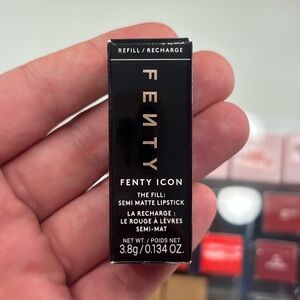 REFILL / RECHARGE
FENTY
FENTY ICON
THE FILL:
SEMI MATTE LIPSTICK
LA RECHARGE :
LE ROUGE À LÈVRES
SEMI-MAT
NET WT / POIDS NET
3.8g/0.134 OZ.